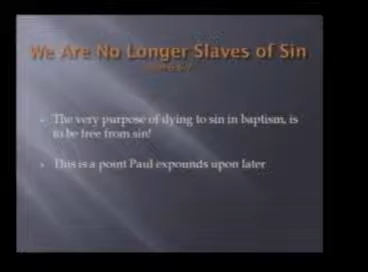 We Are No Longer Slaves of Sin
The very purpose of dying to sin in baptism, is
to be free from sin!
This is a point Paul expounds upon later